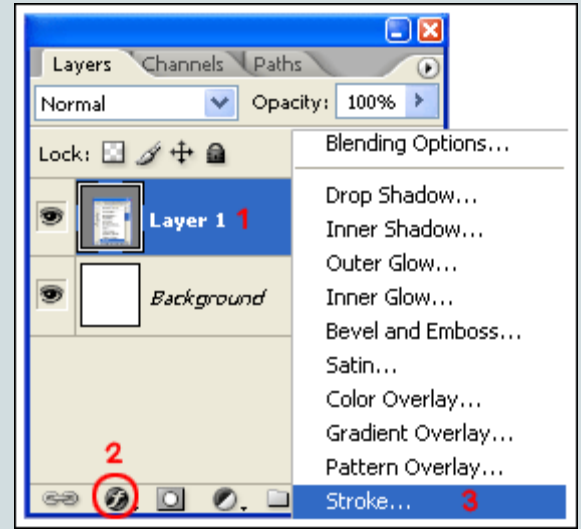 Layers Channels Paths
Normal Opacity: 100%
Lock:
Blending Options...
Drop Shadow...
Layer 1 1
Inner Shadow...
Outer Glow...
Background
Inner Glow...
Bevel and Emboss...
Satin...
Color Overlay...
Gradient Overlay...
2
Pattern Overlay...
Stroke... 3